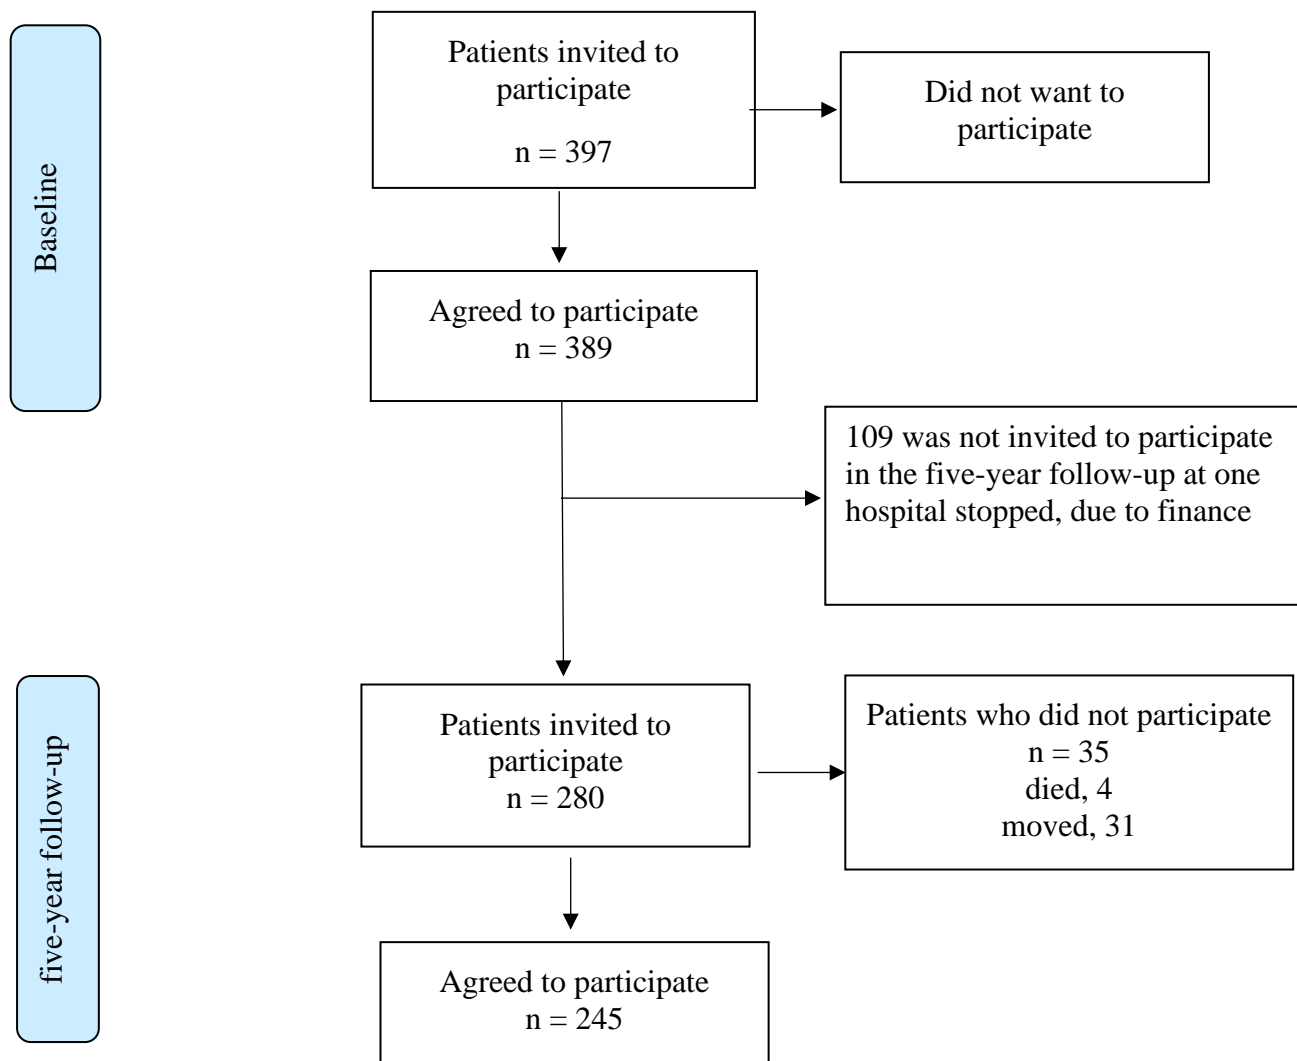 Baseline
Patients invited to
participate
n = 397
Did not want to
participate
Agreed to participate
n = 389
109 was not invited to participate
in the five-year follow-up at one
hospital stopped, due to finance
five-year follow-up
Patients invited to
participate
n = 280
Patients who did not participate
n = 35
died, 4
moved, 31
Agreed to participate
n = 245